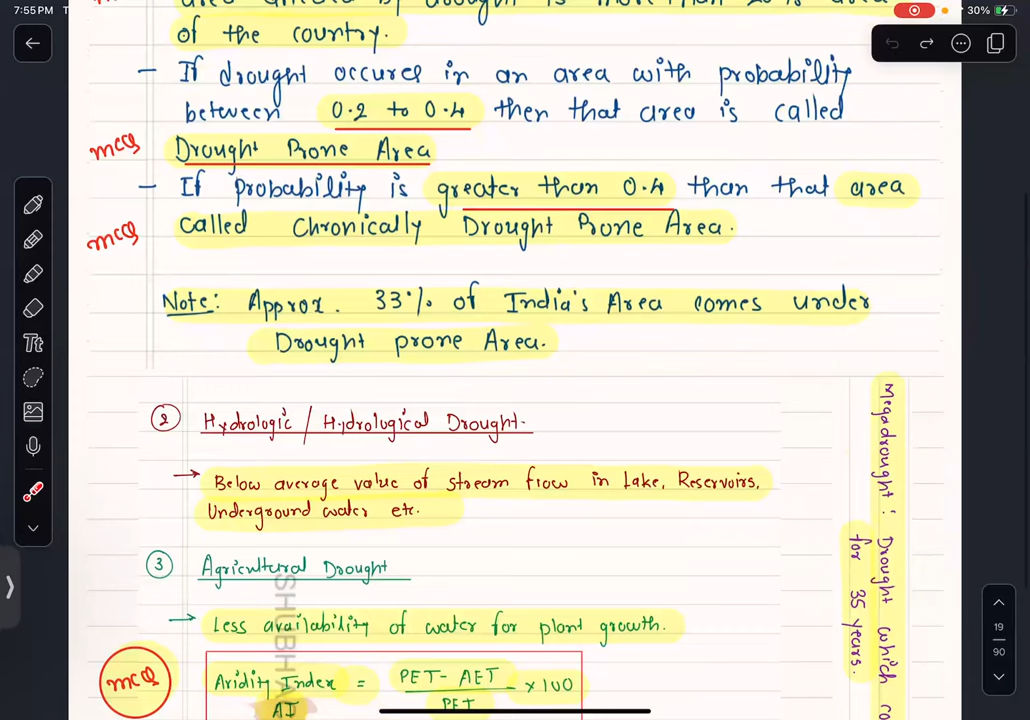 7:55 PM
30%
of the country.
- If drought occures in an area with probability
between 0.2 to 0.4 then that area is called
mcq Drought Prone Area
- If probability is greater than 0.4 than that area
mcq called Chronically Drought Prone Area.
Note: Approx. 33% of India's Area comes under
Drought prone Area.
② Hydrologic / Hydrological Drought.
→ Below average value of stream flow in Lake, Reservoirs,
Underground water etc.
③ Agricultural Drought
→ Less availability of water for plant growth.
mcq
Aridity Index = PET - AET / PET × 100
AI
Megadrought: Drought which co
for 35 years.
SHUBHA
Tt
19
90